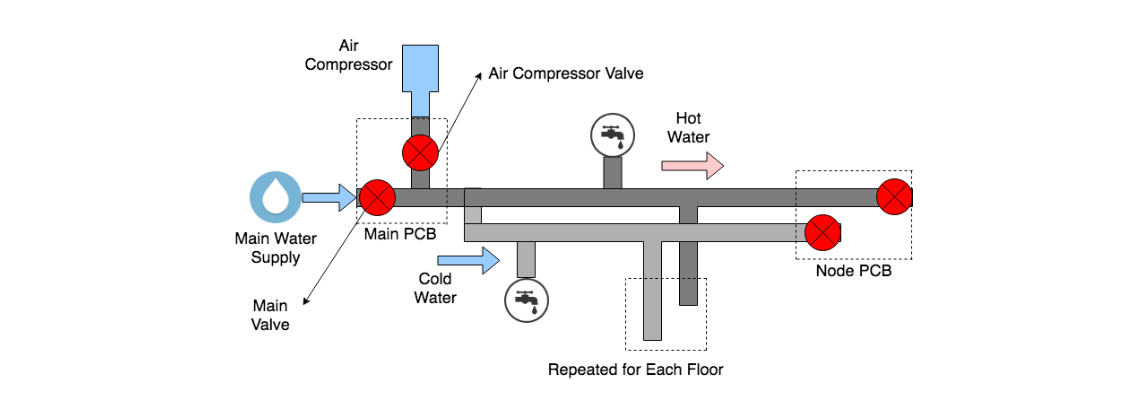 Air
Compressor
Air Compressor Valve
Hot
Water
Main Water
Supply
Main PCB
Cold
Water
Node PCB
Main
Valve
Repeated for Each Floor